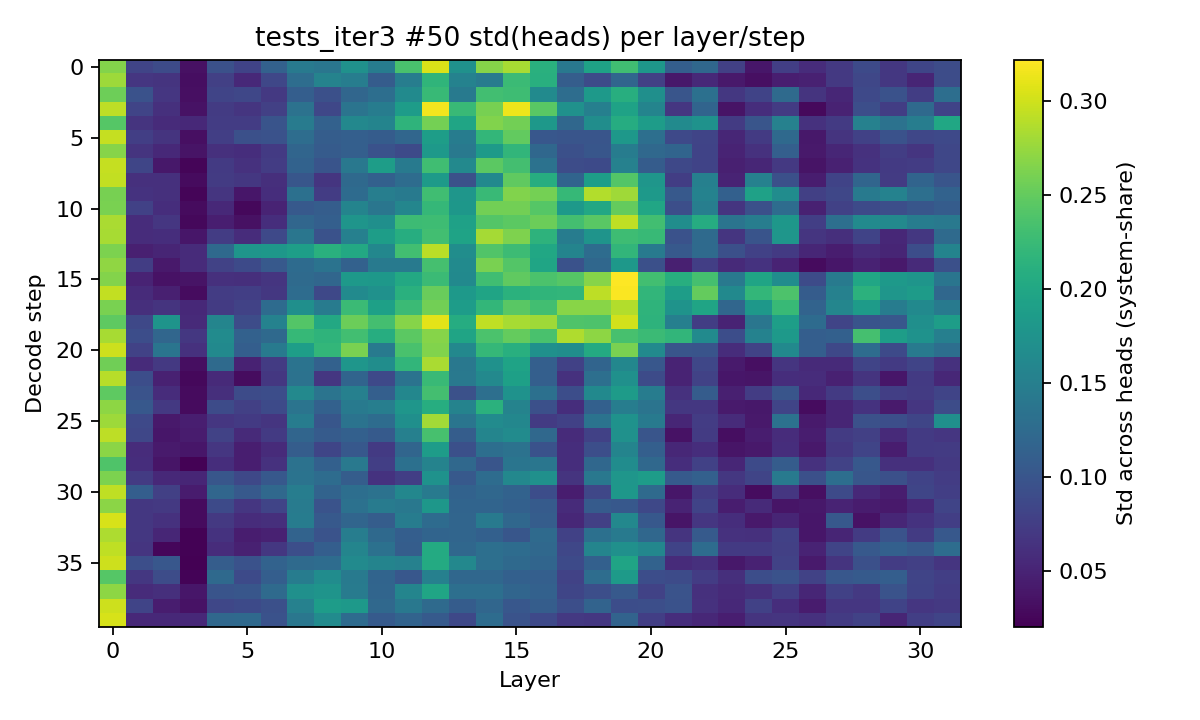 tests_iter3 #50 std(heads) per layer/step
Decode step
0
5
10
15
20
25
30
35
0 5 10 15 20 25 30
Layer
0.30
0.25
0.20
0.15
0.10
0.05
Std across heads (system-share)